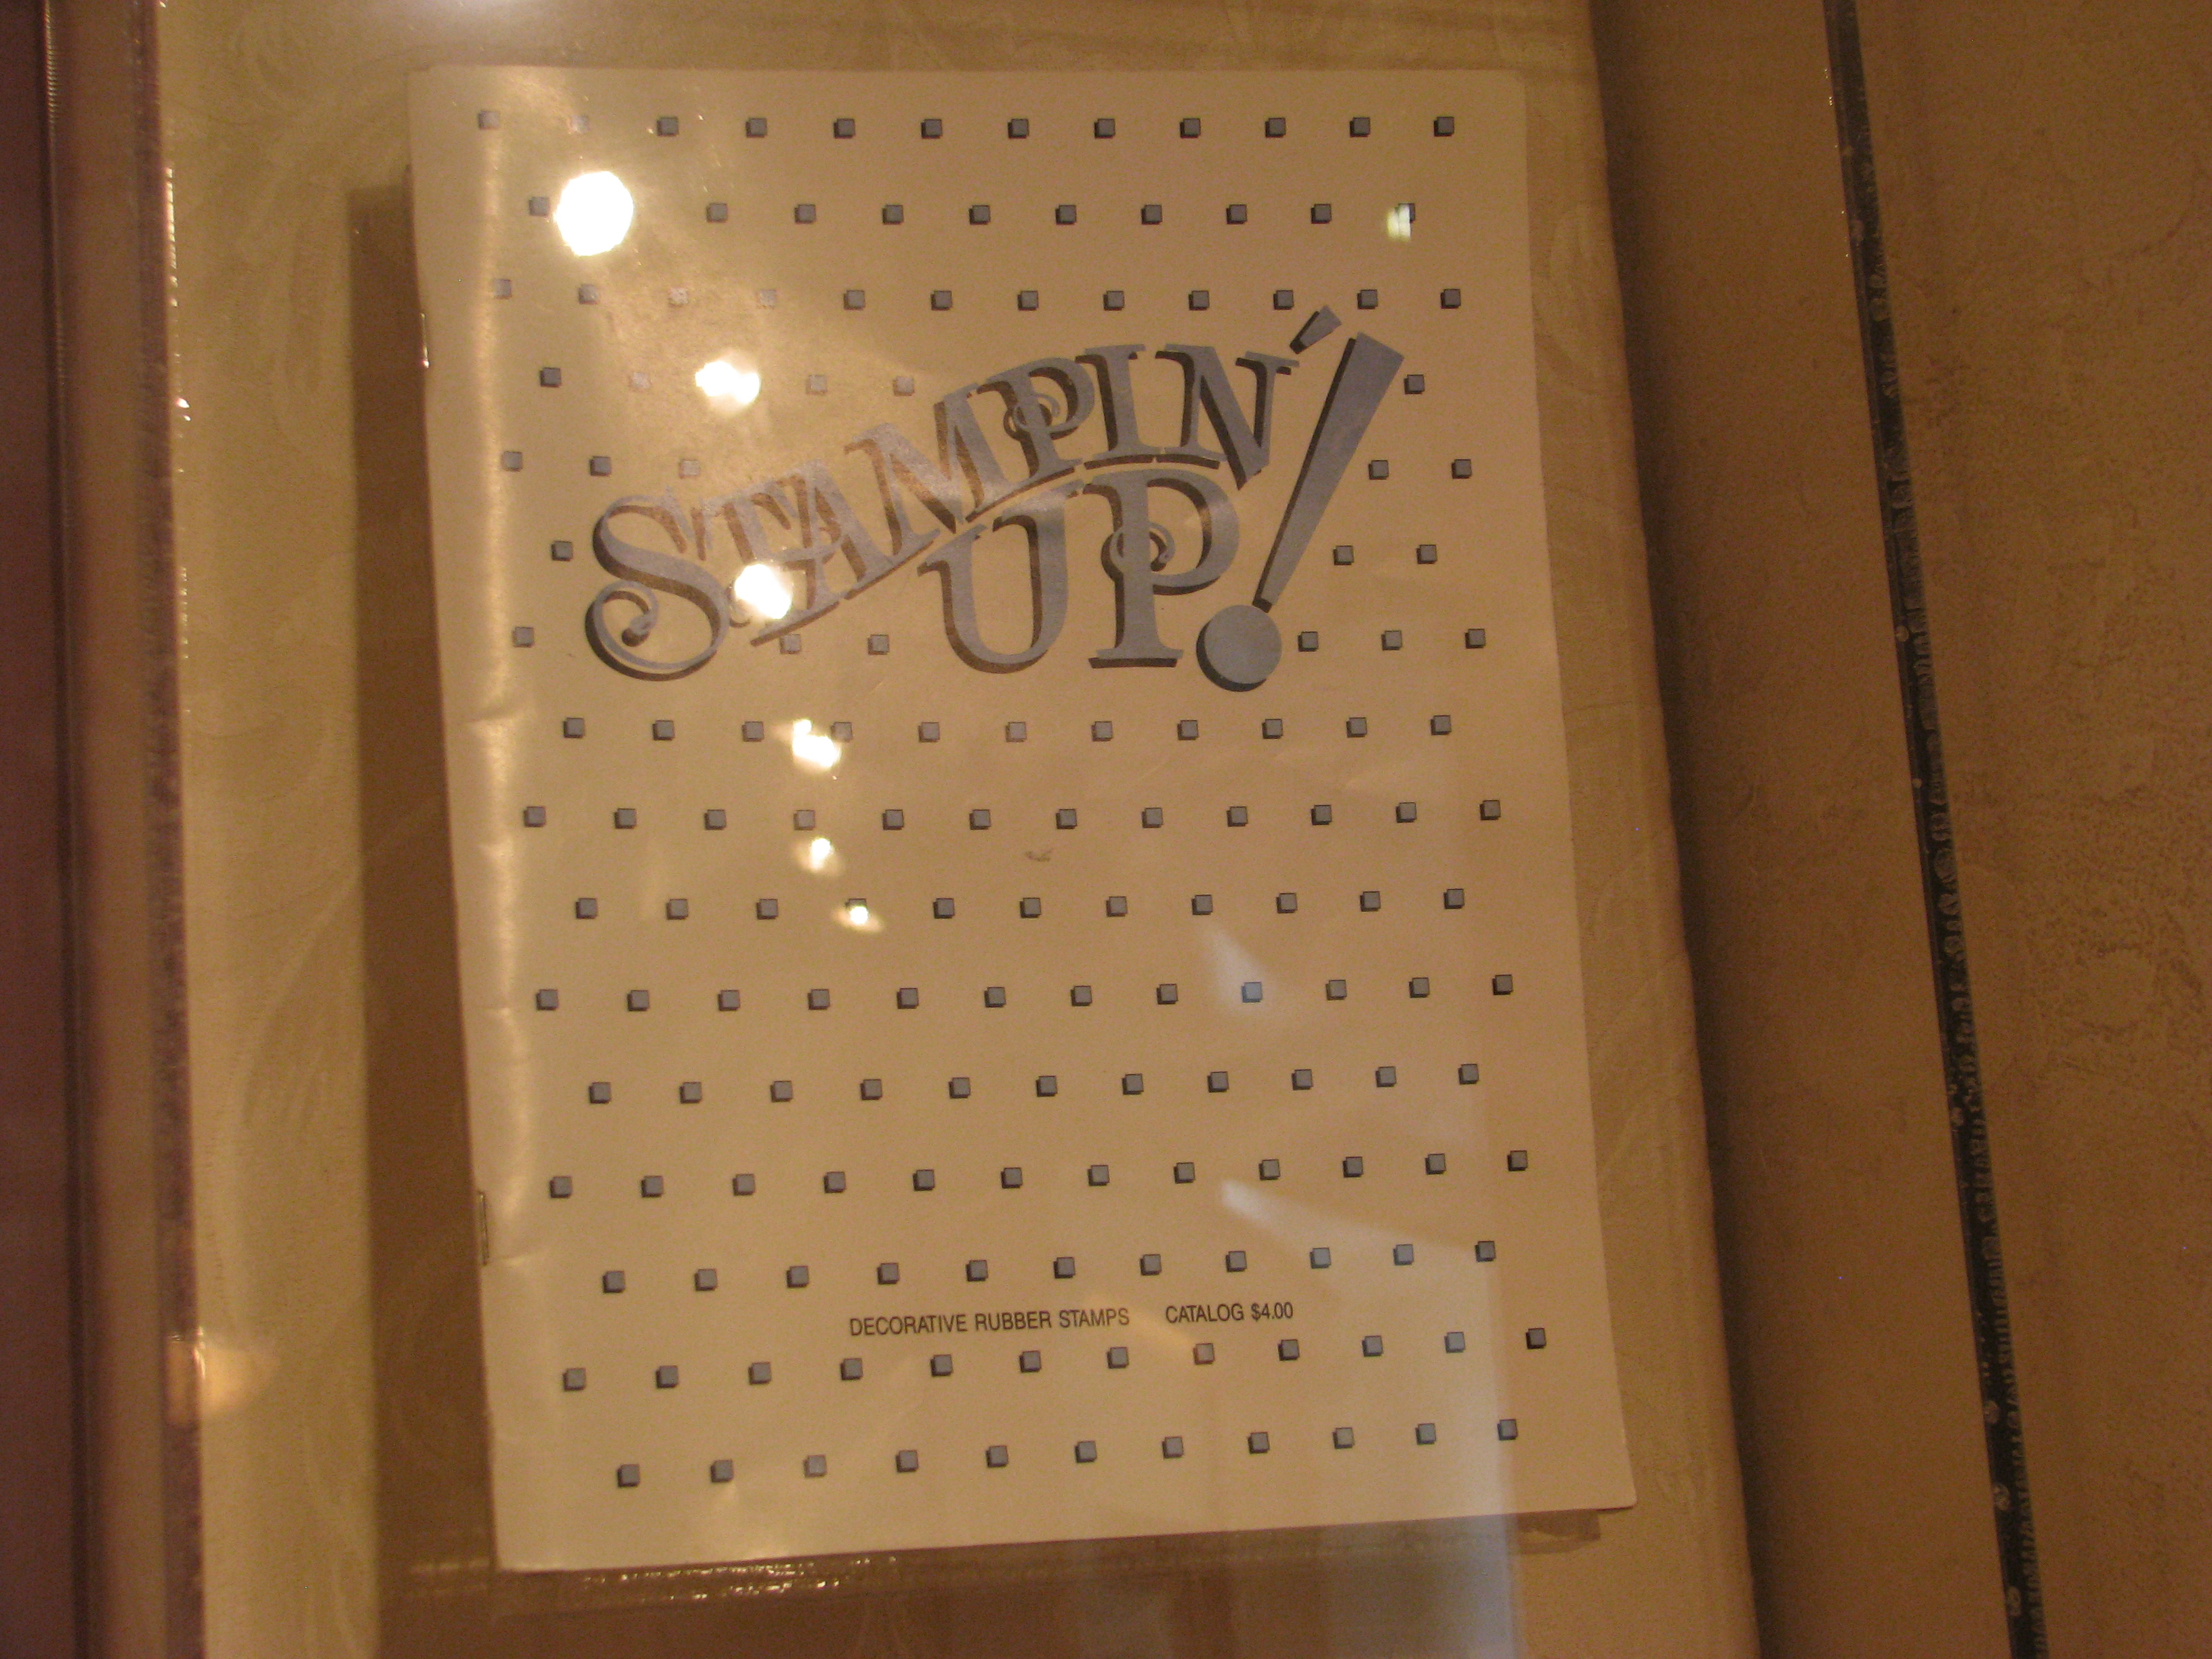 STAMPIN'
UP!
DECORATIVE RUBBER STAMPS CATALOG $4.00